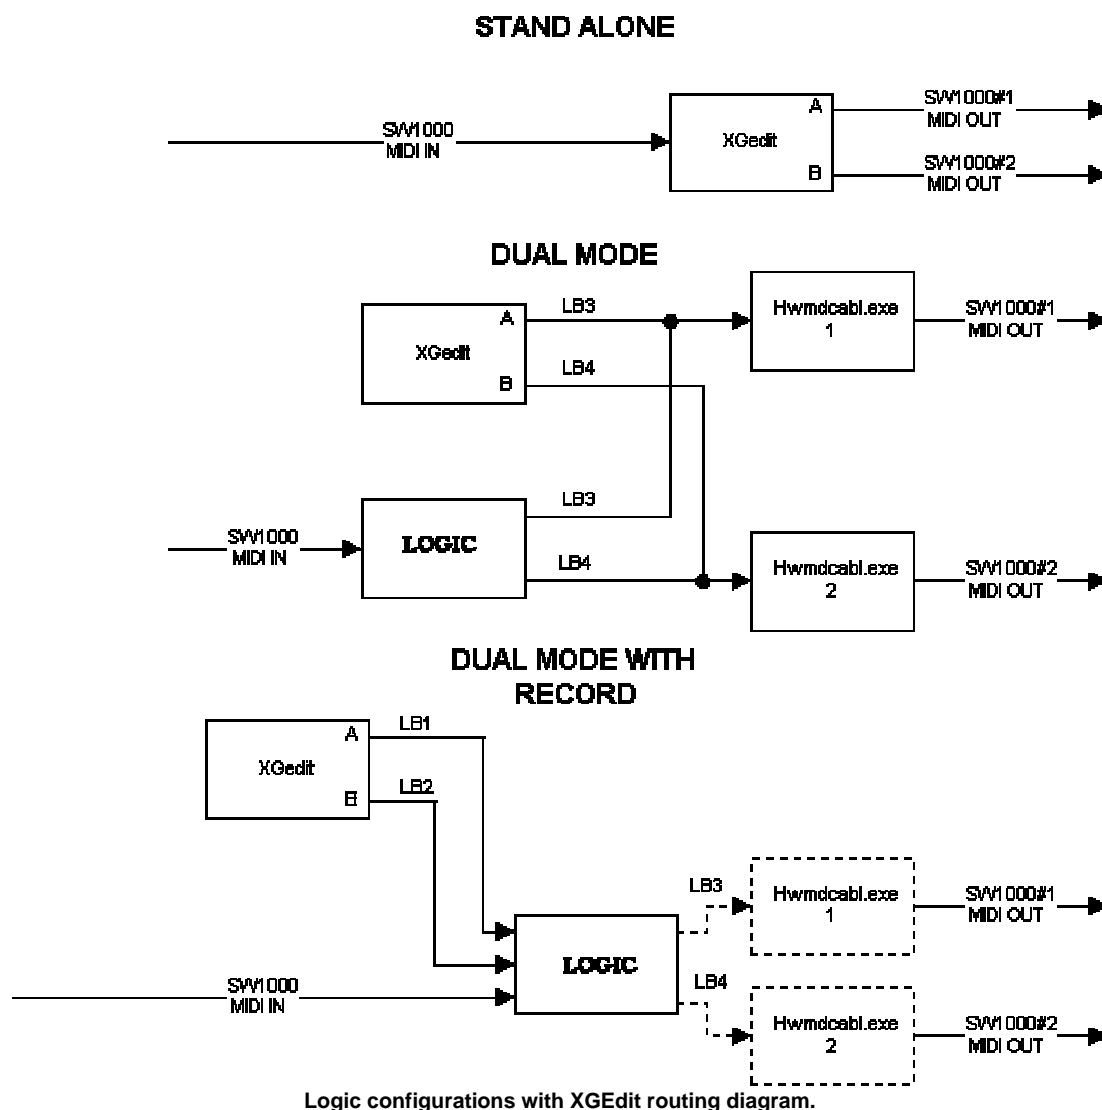 STAND ALONE
SW1000
MIDI IN
XGedit
A
B
SW1000#1
MIDI OUT
SW1000#2
MIDI OUT
DUAL MODE
XGedit
A
B
LB3
LB4
Hwmdcabl.exe
1
SW1000#1
MIDI OUT
SW1000
MIDI IN
LOGIC
LB3
LB4
Hwmdcabl.exe
2
SW1000#2
MIDI OUT
DUAL MODE WITH
RECORD
XGedit
A
B
LB1
LB2
SW1000
MIDI IN
LOGIC
LB3
Hwmdcabl.exe
1
SW1000#1
MIDI OUT
LB4
Hwmdcabl.exe
2
SW1000#2
MIDI OUT
Logic configurations with XGEdit routing diagram.